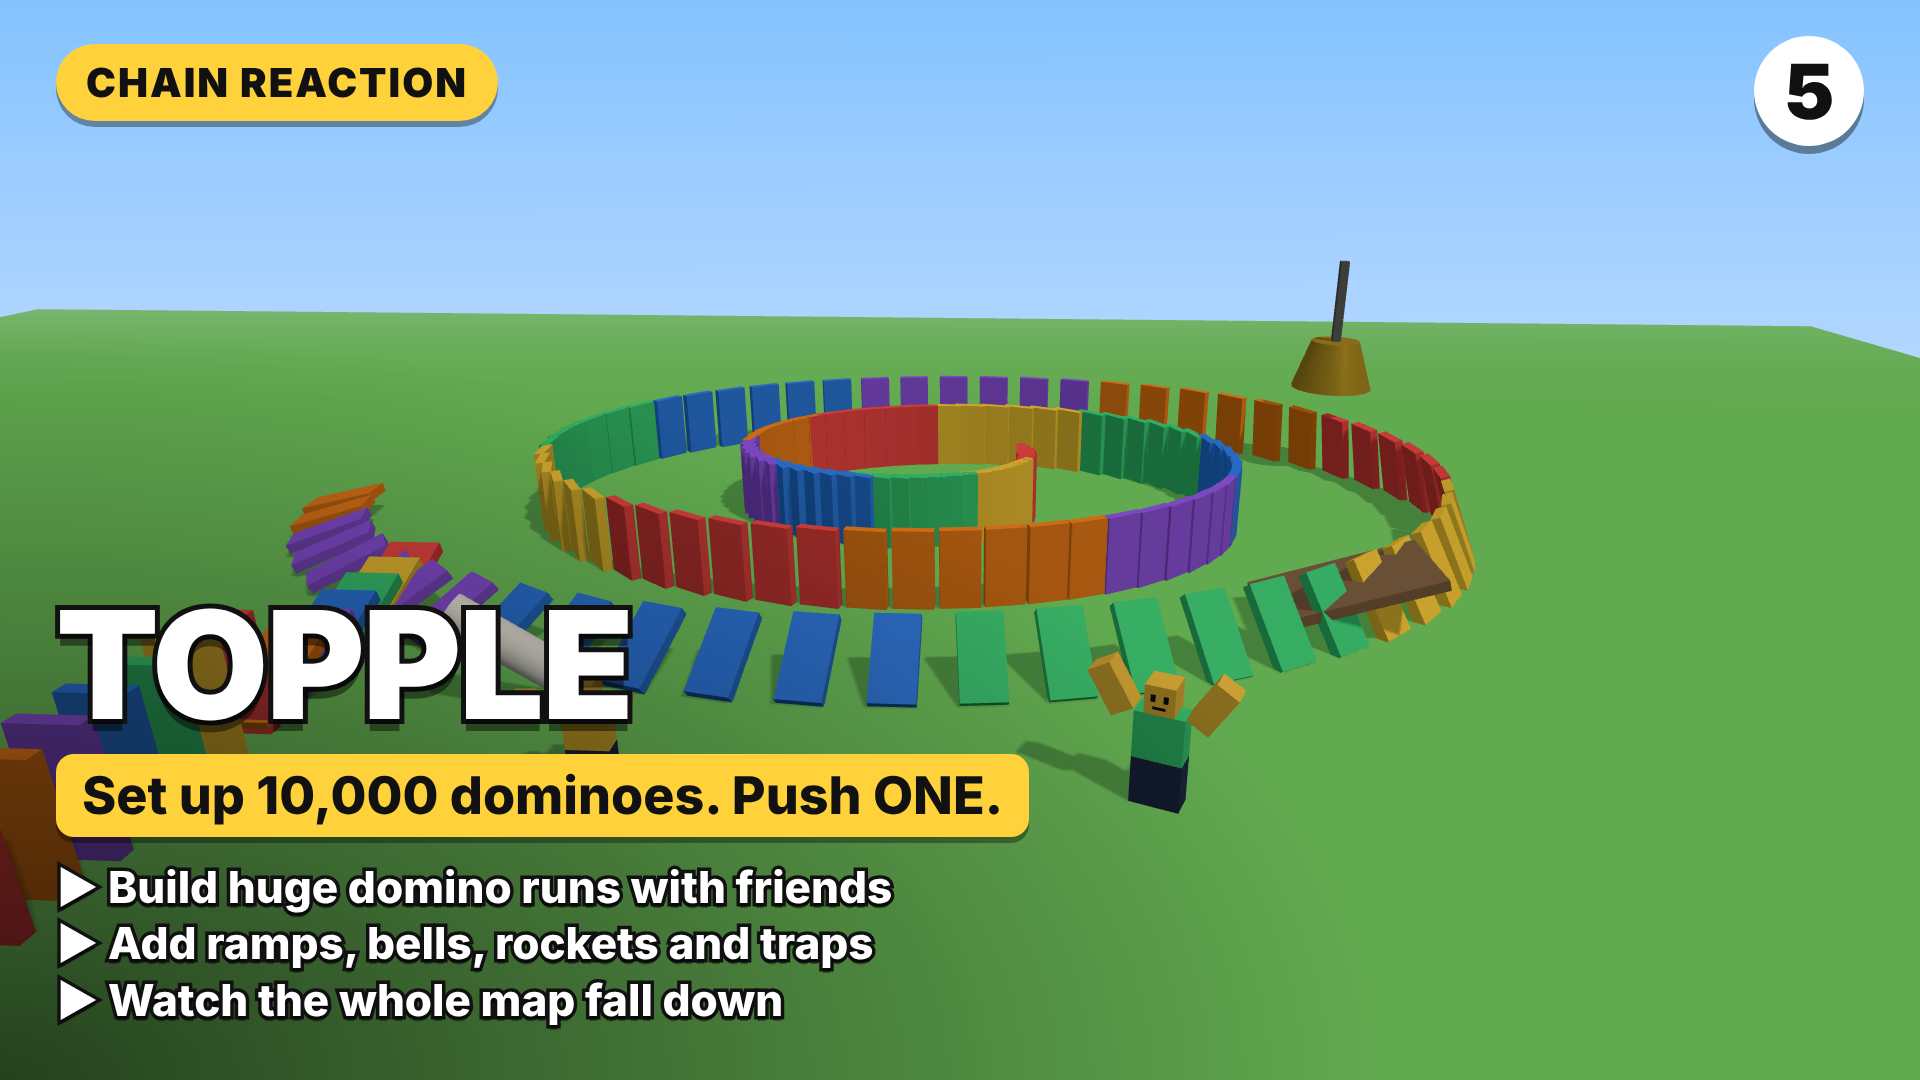 CHAIN REACTION
5
TOPPLE
Set up 10,000 dominoes. Push ONE.
▶ Build huge domino runs with friends
▶ Add ramps, bells, rockets and traps
▶ Watch the whole map fall down